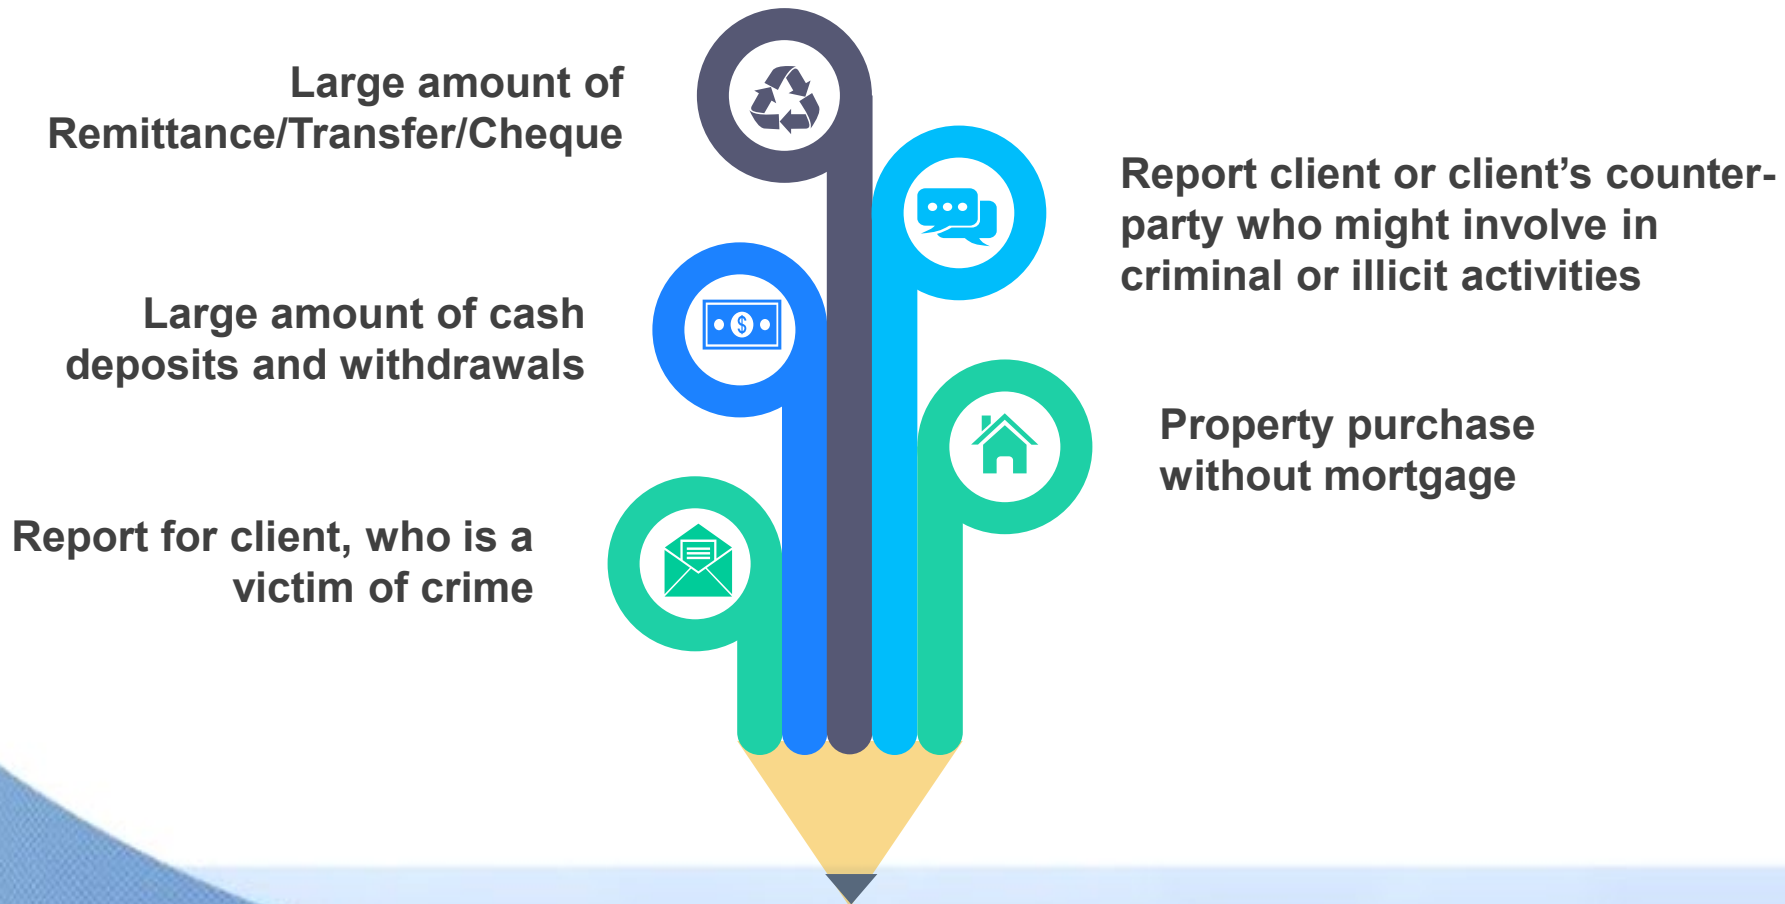 Large amount of
Remittance/Transfer/Cheque
Report client or client’s counter-
party who might involve in
criminal or illicit activities
Large amount of cash
deposits and withdrawals
$
Property purchase
without mortgage
Report for client, who is a
victim of crime